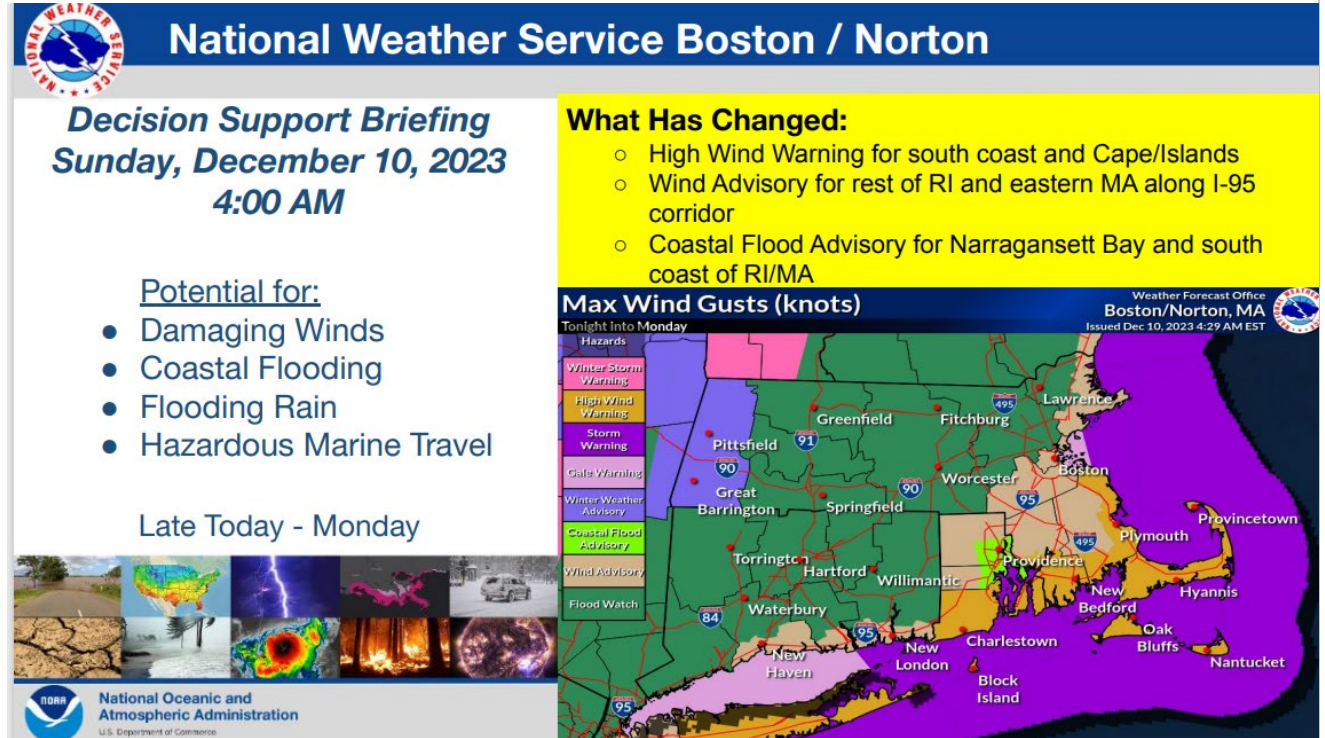 NATIONAL WEATHER SERVICE
National Weather Service Boston / Norton
Decision Support Briefing
Sunday, December 10, 2023
4:00 AM
Potential for:
● Damaging Winds
● Coastal Flooding
● Flooding Rain
● Hazardous Marine Travel
Late Today - Monday
What Has Changed:
○ High Wind Warning for south coast and Cape/Islands
○ Wind Advisory for rest of RI and eastern MA along I-95
corridor
○ Coastal Flood Advisory for Narragansett Bay and south
coast of RI/MA
Max Wind Gusts (knots)
Tonight into Monday
Weather Forecast Office
Boston/Norton, MA
Issued Dec 10, 2023 4:29 AM EST
Hazards
Winter Storm
Warning
High Wind
Warning
Storm
Warning
Gale Warning
Winter Weather
Advisory
Coastal Flood
Advisory
Wind Advisory
Flood Watch
Lawrence
495
Greenfield
Fitchburg
Pittsfield
91
Boston
90
Worcester
Great
Barrington
90
95
Springfield
Provincetown
Plymouth
495
Torrington
Hartford
Willimantic
Providence
Hyannis
New
Bedford
Waterbury
84
Oak
Bluffs
95
Charlestown
New
London
New
Haven
Nantucket
Block
Island
95
NOAA
National Oceanic and
Atmospheric Administration
U.S. Department of Commerce